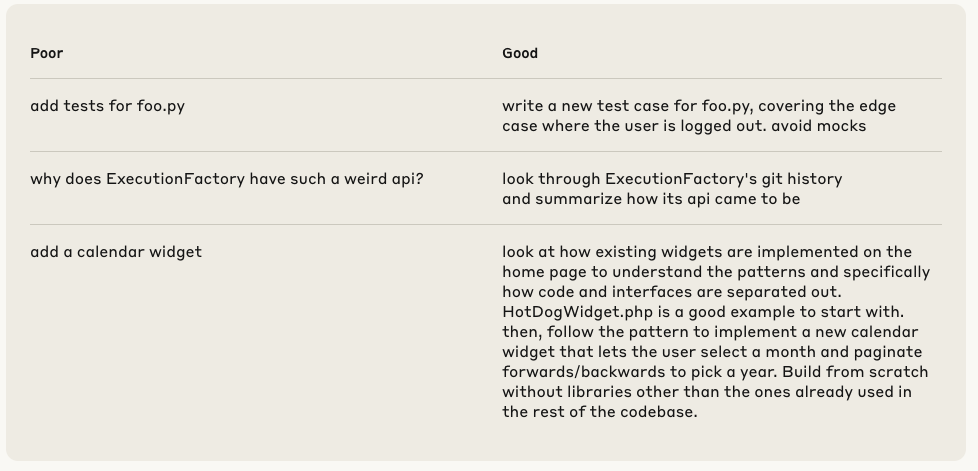 Poor
Good
add tests for foo.py
write a new test case for foo.py, covering the edge
case where the user is logged out. avoid mocks
why does ExecutionFactory have such a weird api?
look through ExecutionFactory's git history
and summarize how its api came to be
add a calendar widget
look at how existing widgets are implemented on the
home page to understand the patterns and specifically
how code and interfaces are separated out.
HotDogWidget.php is a good example to start with.
then, follow the pattern to implement a new calendar
widget that lets the user select a month and paginate
forwards/backwards to pick a year. Build from scratch
without libraries other than the ones already used in
the rest of the codebase.